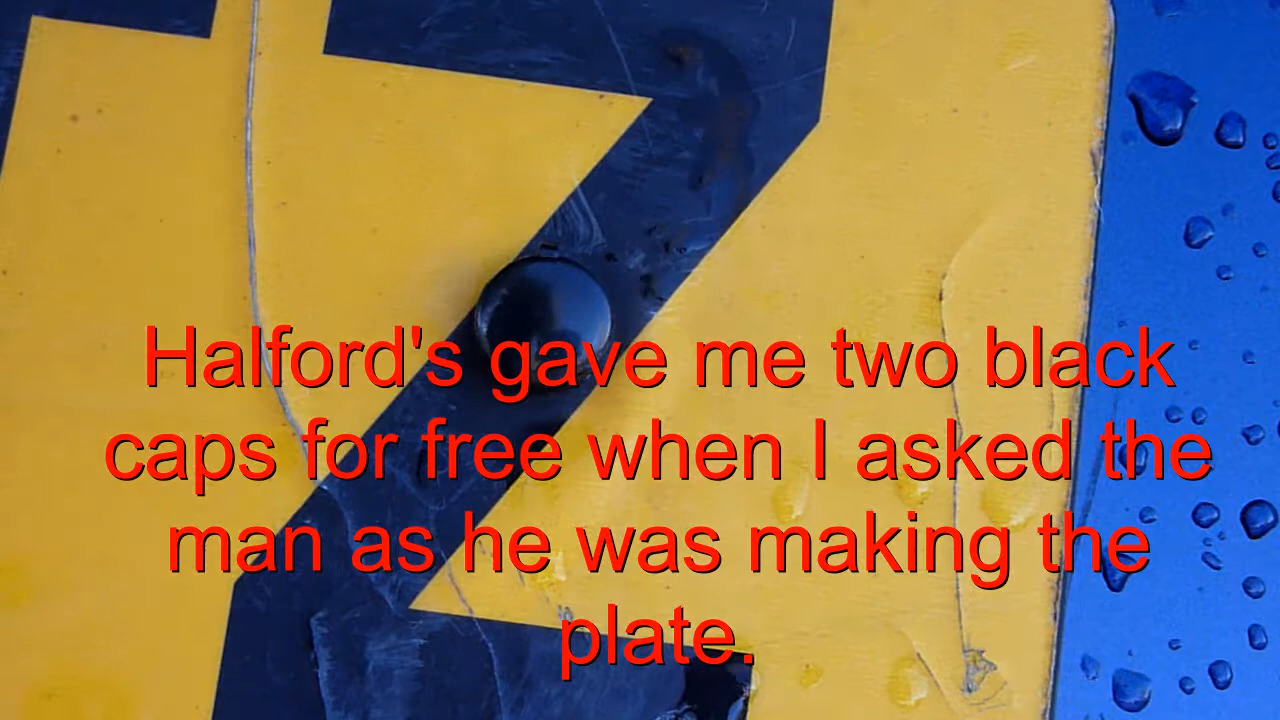 Z
Halford's gave me two black
caps for free when I asked the
man as he was making the
plate.